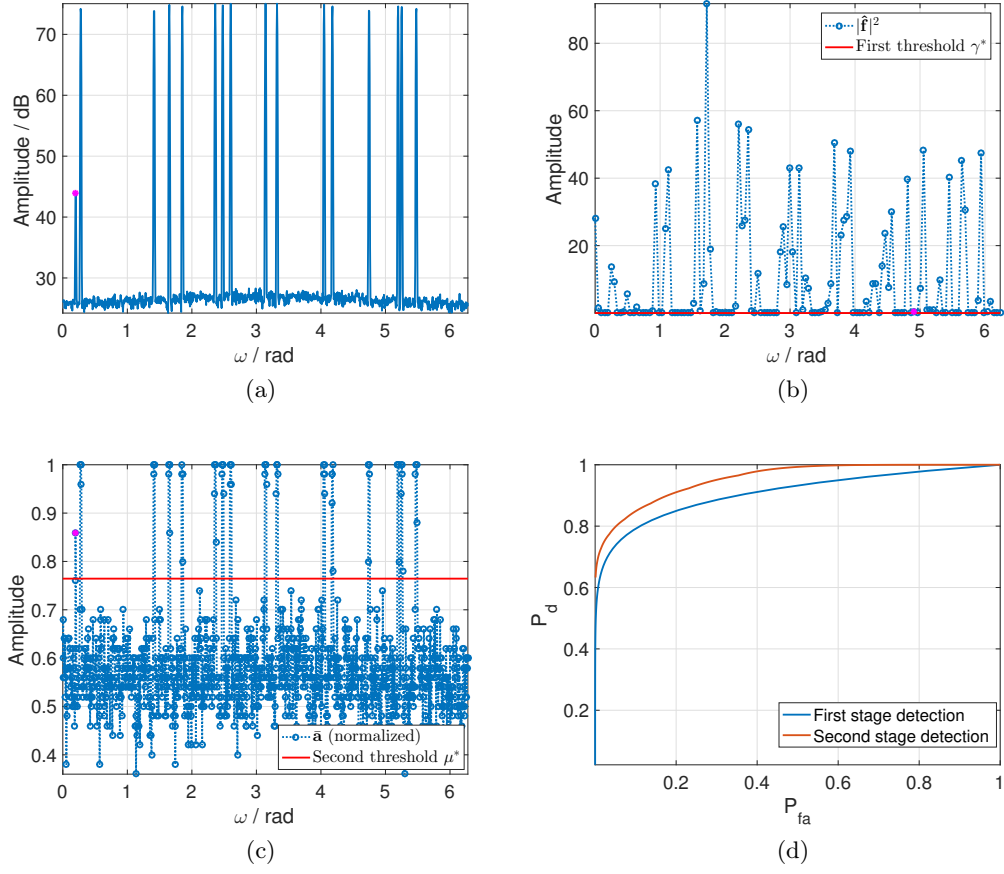 70
60
50
40
30
0 1 2 3 4 5 6
Amplitude / dB
ω / rad
(a)
80
60
40
20
0 1 2 3 4 5 6
Amplitude
ω / rad
|f̂|²
First threshold γ*
(b)
1
0.9
0.8
0.7
0.6
0.5
0.4
0 1 2 3 4 5 6
Amplitude
ω / rad
ā (normalized)
Second threshold μ*
(c)
1
0.8
0.6
0.4
0.2
0.2 0.4 0.6 0.8 1
P_d
P_fa
First stage detection
Second stage detection
(d)